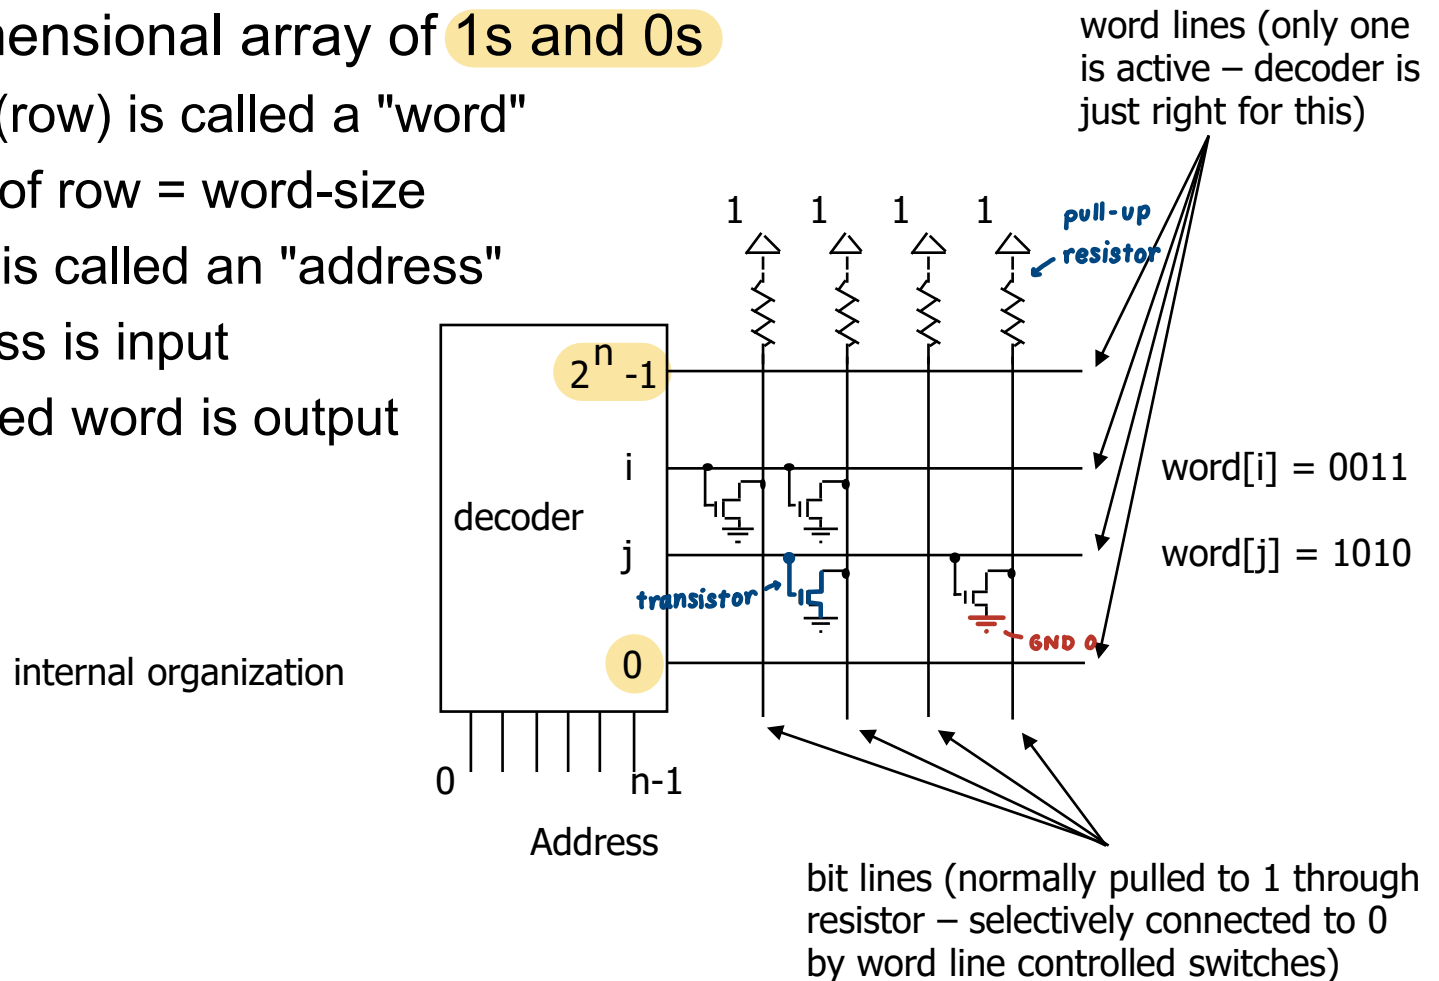 mensional array of 1s and 0s
(row) is called a "word"
of row = word-size
is called an "address"
ss is input
ed word is output
word lines (only one
is active – decoder is
just right for this)
1 1 1 1
pull-up
resistor
2^n -1
i
word[i] = 0011
decoder
j
word[j] = 1010
transistor
GND 0
0
internal organization
0 n-1
Address
bit lines (normally pulled to 1 through
resistor – selectively connected to 0
by word line controlled switches)